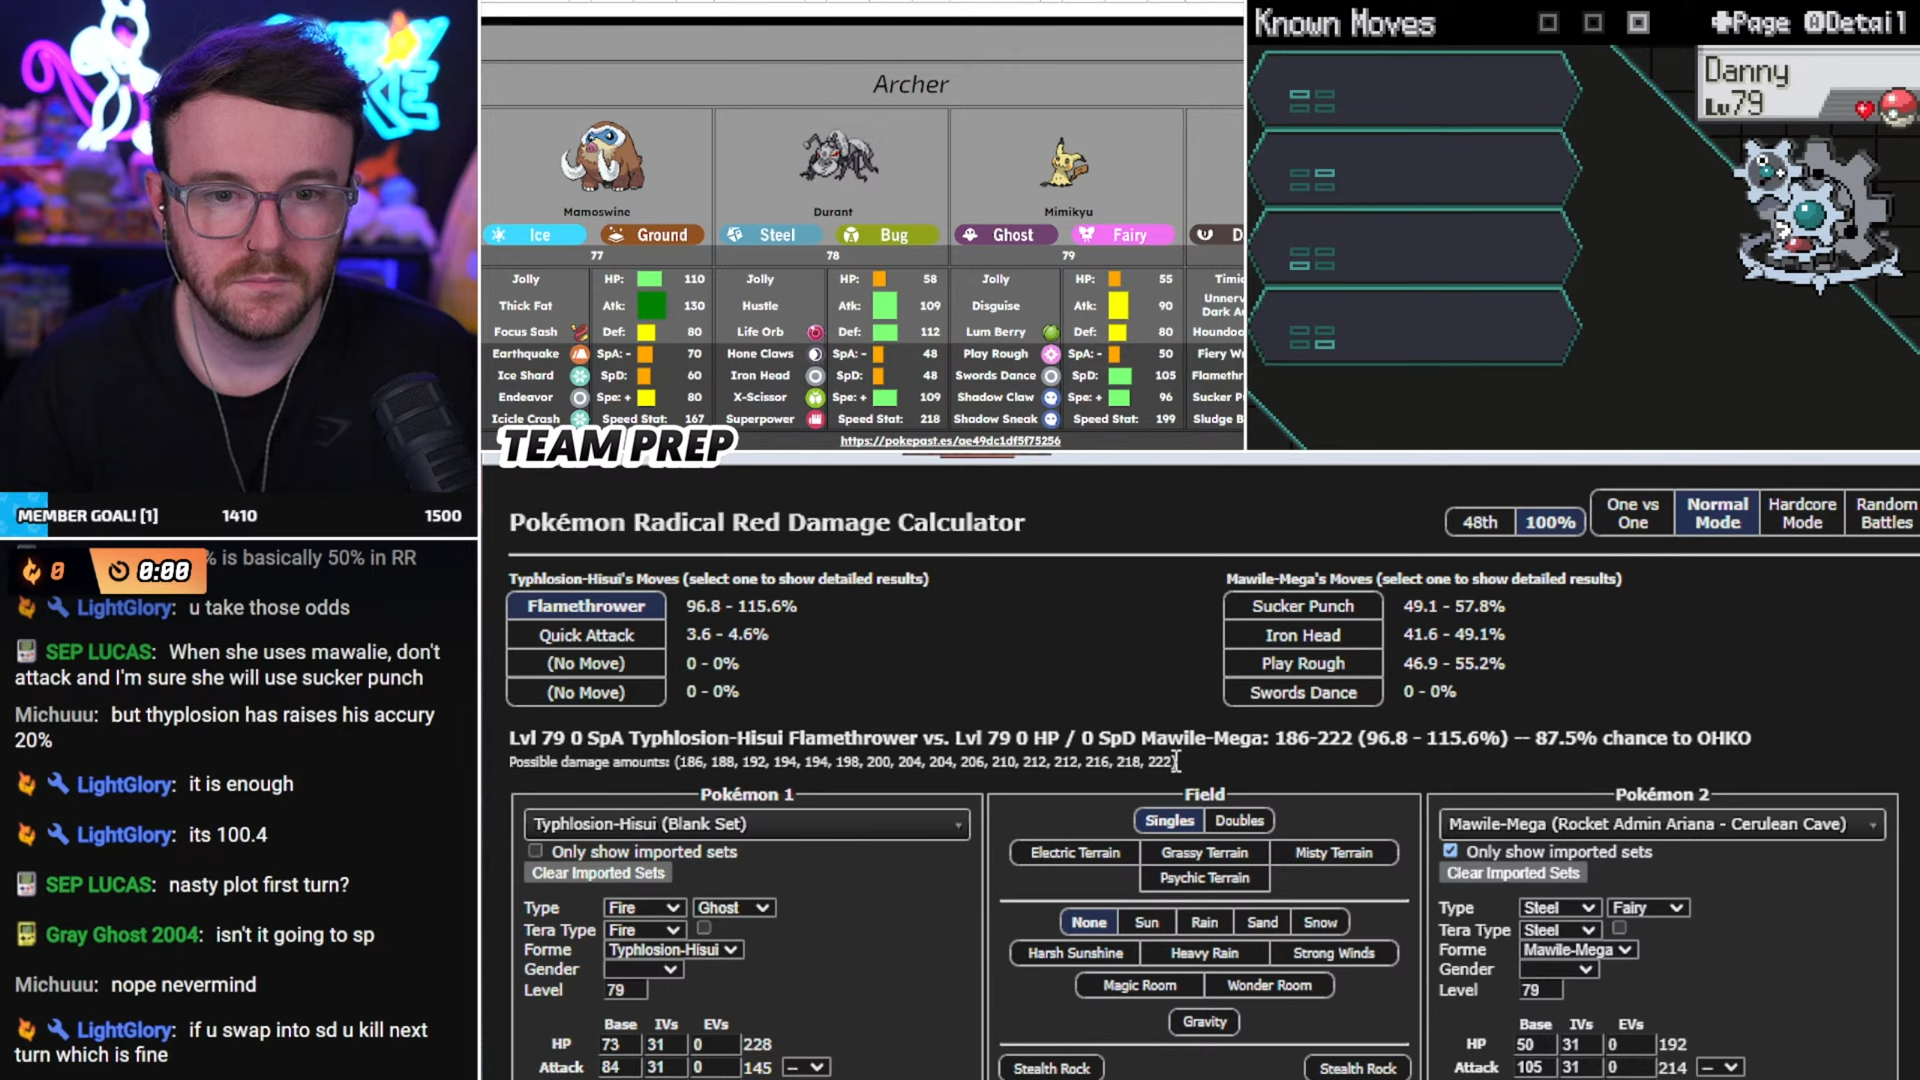 Archer
Mamoswine
Ice
Ground
77
Jolly
HP:
110
Thick Fat
Atk:
130
Focus Sash
Def:
80
Earthquake
SpA: -
70
Ice Shard
SpD:
60
Endeavor
Spe: +
80
Icicle Crash
Speed Stat:
167
Durant
Steel
Bug
78
Jolly
HP:
58
Hustle
Atk:
109
Life Orb
Def:
112
Hone Claws
SpA: -
48
Iron Head
SpD:
48
X-Scissor
Spe: +
109
Superpower
Speed Stat:
218
Mimikyu
Ghost
Fairy
79
Jolly
HP:
55
Disguise
Atk:
90
Lum Berry
Def:
80
Play Rough
SpA: -
50
Swords Dance
SpD:
105
Shadow Claw
Spe: +
96
Shadow Sneak
Speed Stat:
199
D
Timi
Unnerv
Dark A
Houndoo
Fiery W
Flamethr
Sucker P
Sludge B
TEAM PREP
https://pokepast.es/ae49dc1df5f75256
Known Moves
Page
Detail
Danny
Lv79
MEMBER GOAL! [1]
1410
1500
0
0:00
% is basically 50% in RR
LightGlory: u take those odds
SEP LUCAS: When she uses mawalie, don't
attack and I'm sure she will use sucker punch
Michuuu: but thyplosion has raises his accury
20%
LightGlory: it is enough
LightGlory: its 100.4
SEP LUCAS: nasty plot first turn?
Gray Ghost 2004: isn't it going to sp
Michuuu: nope nevermind
LightGlory: if u swap into sd u kill next
turn which is fine
Pokémon Radical Red Damage Calculator
48th
100%
One vs
One
Normal
Mode
Hardcore
Mode
Random
Battles
Typhlosion-Hisui's Moves (select one to show detailed results)
Flamethrower
96.8 - 115.6%
Quick Attack
3.6 - 4.6%
(No Move)
0 - 0%
(No Move)
0 - 0%
Mawile-Mega's Moves (select one to show detailed results)
Sucker Punch
49.1 - 57.8%
Iron Head
41.6 - 49.1%
Play Rough
46.9 - 55.2%
Swords Dance
0 - 0%
Lvl 79 0 SpA Typhlosion-Hisui Flamethrower vs. Lvl 79 0 HP / 0 SpD Mawile-Mega: 186-222 (96.8 - 115.6%) -- 87.5% chance to OHKO
Possible damage amounts: (186, 188, 192, 194, 194, 198, 200, 204, 204, 206, 210, 212, 212, 216, 218, 222)
Pokémon 1
Typhlosion-Hisui (Blank Set)
Only show imported sets
Clear Imported Sets
Type
Fire
Ghost
Tera Type
Fire
Forme
Typhlosion-Hisui
Gender
Level
79
Base
IVs
EVs
HP
73
31
0
228
Attack
84
31
0
145
--
Field
Singles
Doubles
Electric Terrain
Grassy Terrain
Misty Terrain
Psychic Terrain
None
Sun
Rain
Sand
Snow
Harsh Sunshine
Heavy Rain
Strong Winds
Magic Room
Wonder Room
Gravity
Stealth Rock
Stealth Rock
Pokémon 2
Mawile-Mega (Rocket Admin Ariana - Cerulean Cave)
Only show imported sets
Clear Imported Sets
Type
Steel
Fairy
Tera Type
Steel
Forme
Mawile-Mega
Gender
Level
79
Base
IVs
EVs
HP
50
31
0
192
Attack
105
31
0
214
--